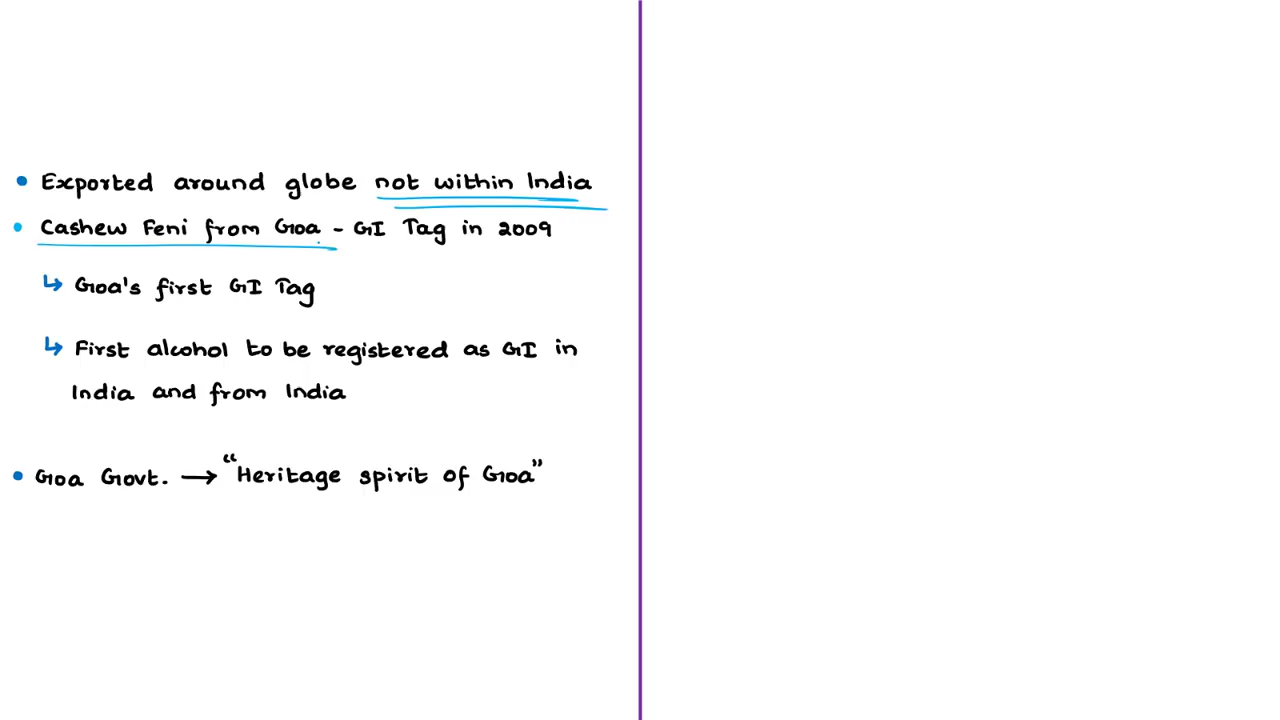 • Exported around globe not within India
• Cashew Feni from Goa - GI Tag in 2009
↳ Goa's first GI Tag
↳ First alcohol to be registered as GI in
India and from India
• Goa Govt. → "Heritage spirit of Goa"